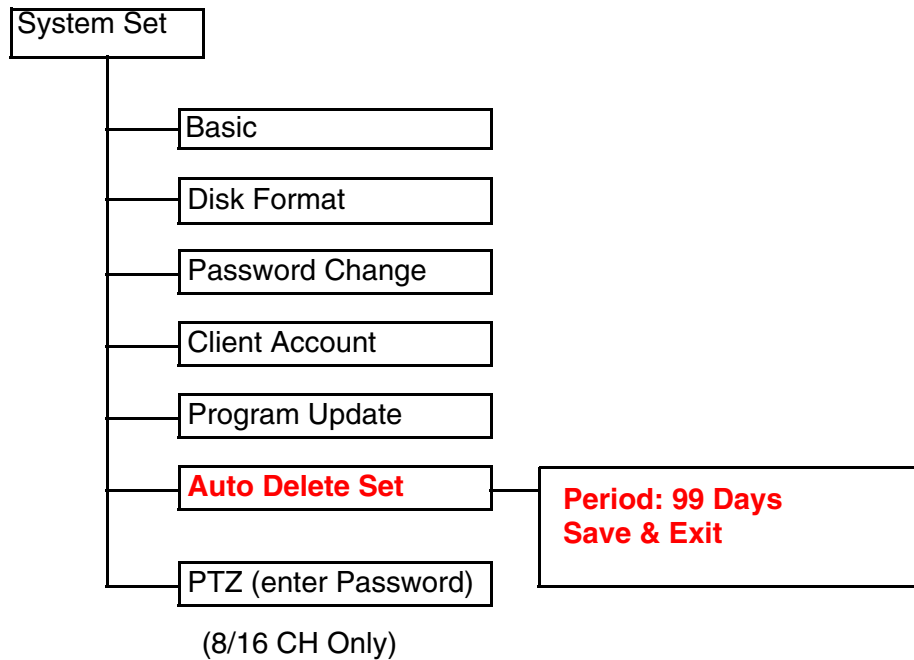 System Set
Basic
Disk Format
Password Change
Client Account
Program Update
Auto Delete Set
Period: 99 Days
Save & Exit
PTZ (enter Password)
(8/16 CH Only)